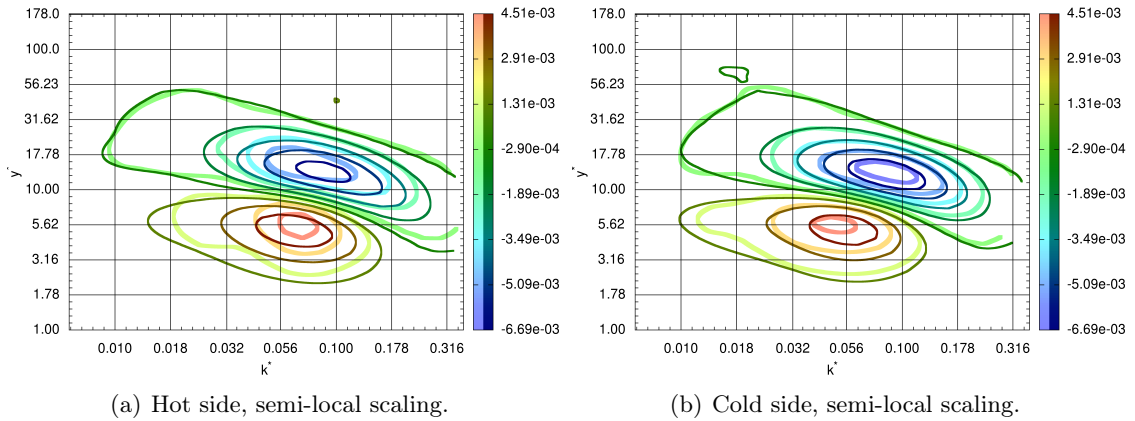 178.0
100.0
56.23
31.62
17.78
10.00
5.62
3.16
1.78
1.00
y*
0.010 0.018 0.032 0.056 0.100 0.178 0.316
k*
4.51e-03
2.91e-03
1.31e-03
-2.90e-04
-1.89e-03
-3.49e-03
-5.09e-03
-6.69e-03
(a) Hot side, semi-local scaling.
178.0
100.0
56.23
31.62
17.78
10.00
5.62
3.16
1.78
1.00
y*
0.010 0.018 0.032 0.056 0.100 0.178 0.316
k*
4.51e-03
2.91e-03
1.31e-03
-2.90e-04
-1.89e-03
-3.49e-03
-5.09e-03
-6.69e-03
(b) Cold side, semi-local scaling.